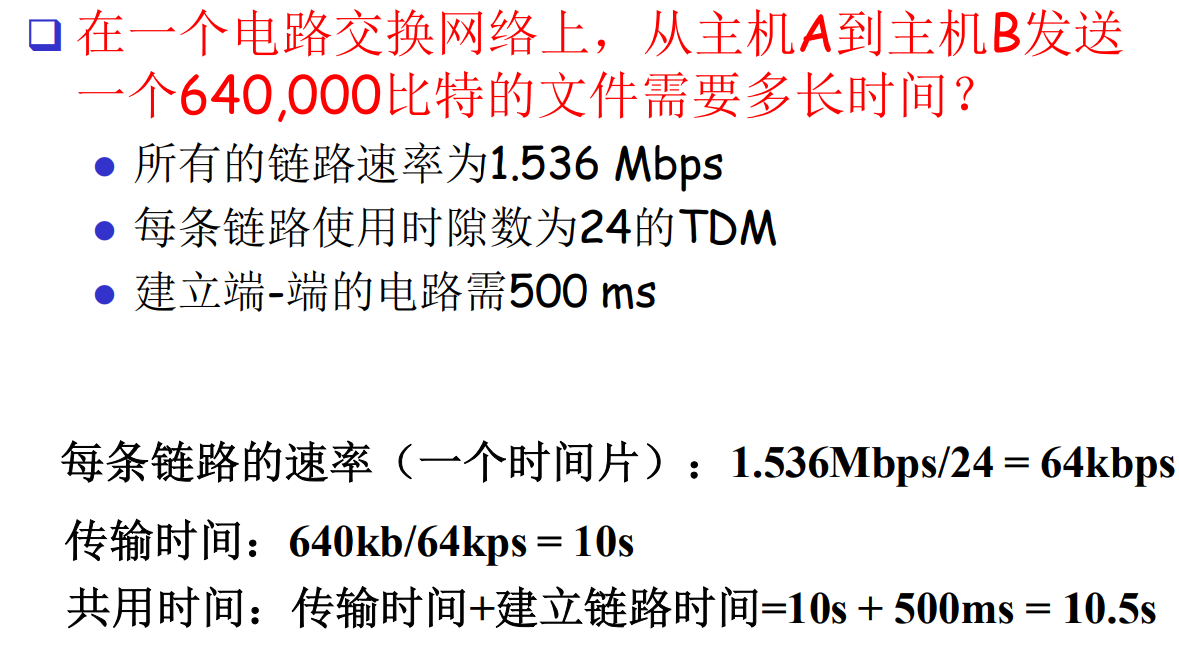 在一个电路交换网络上，从主机A到主机B发送
一个640,000比特的文件需要多长时间？
所有的链路速率为1.536 Mbps
每条链路使用时隙数为24的TDM
建立端-端的电路需500 ms
每条链路的速率（一个时间片）：1.536Mbps/24 = 64kbps
传输时间：640kb/64kps = 10s
共用时间：传输时间+建立链路时间=10s + 500ms = 10.5s